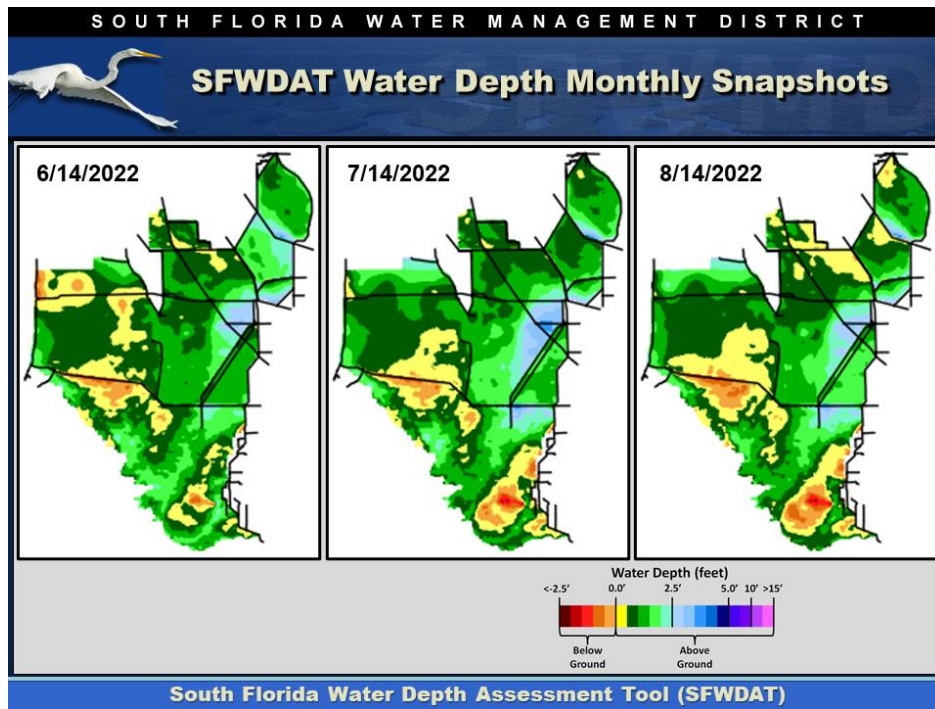 SOUTH FLORIDA WATER MANAGEMENT DISTRICT
SFWDAT Water Depth Monthly Snapshots
6/14/2022
7/14/2022
8/14/2022
Water Depth (feet)
<-2.5' 0.0' 2.5' 5.0' 10' >15'
Below Above
Ground Ground
South Florida Water Depth Assessment Tool (SFWDAT)